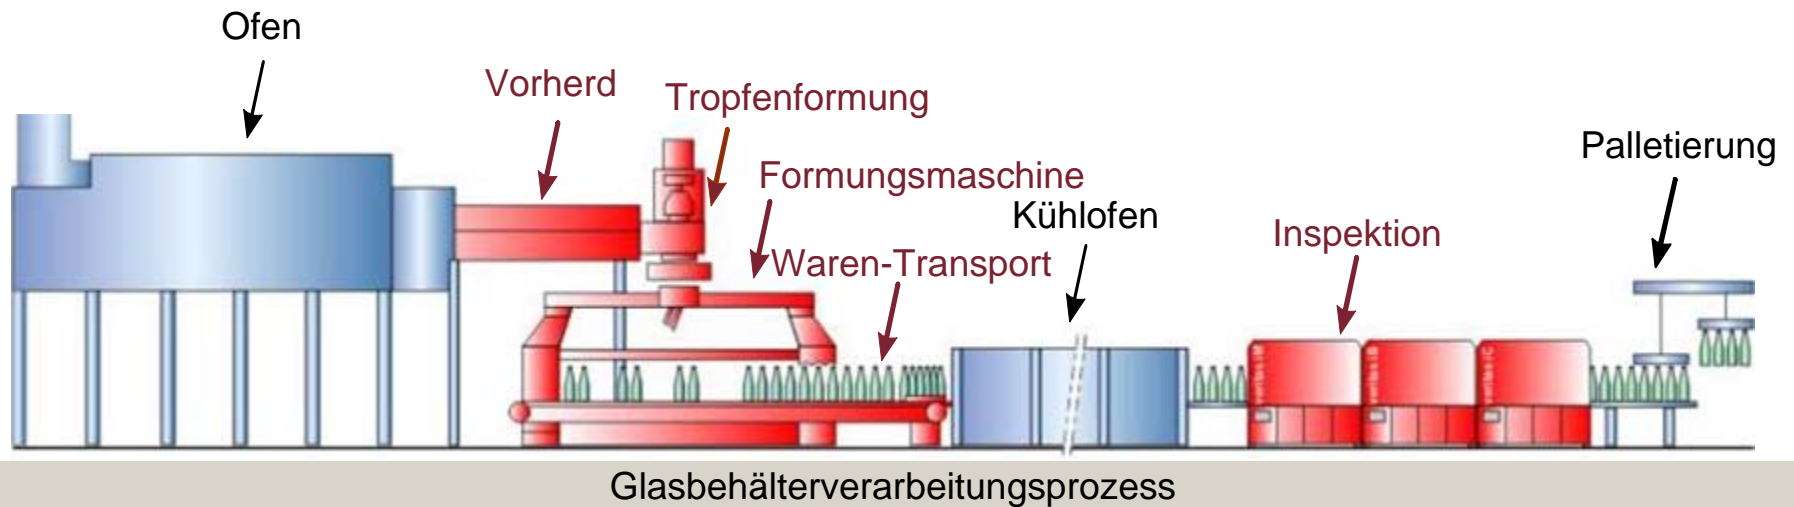 Ofen
Vorherd
Tropfenformung
Formungsmaschine
Waren-Transport
Kühlofen
Inspektion
Palletierung
Glasbehälterverarbeitungsprozess